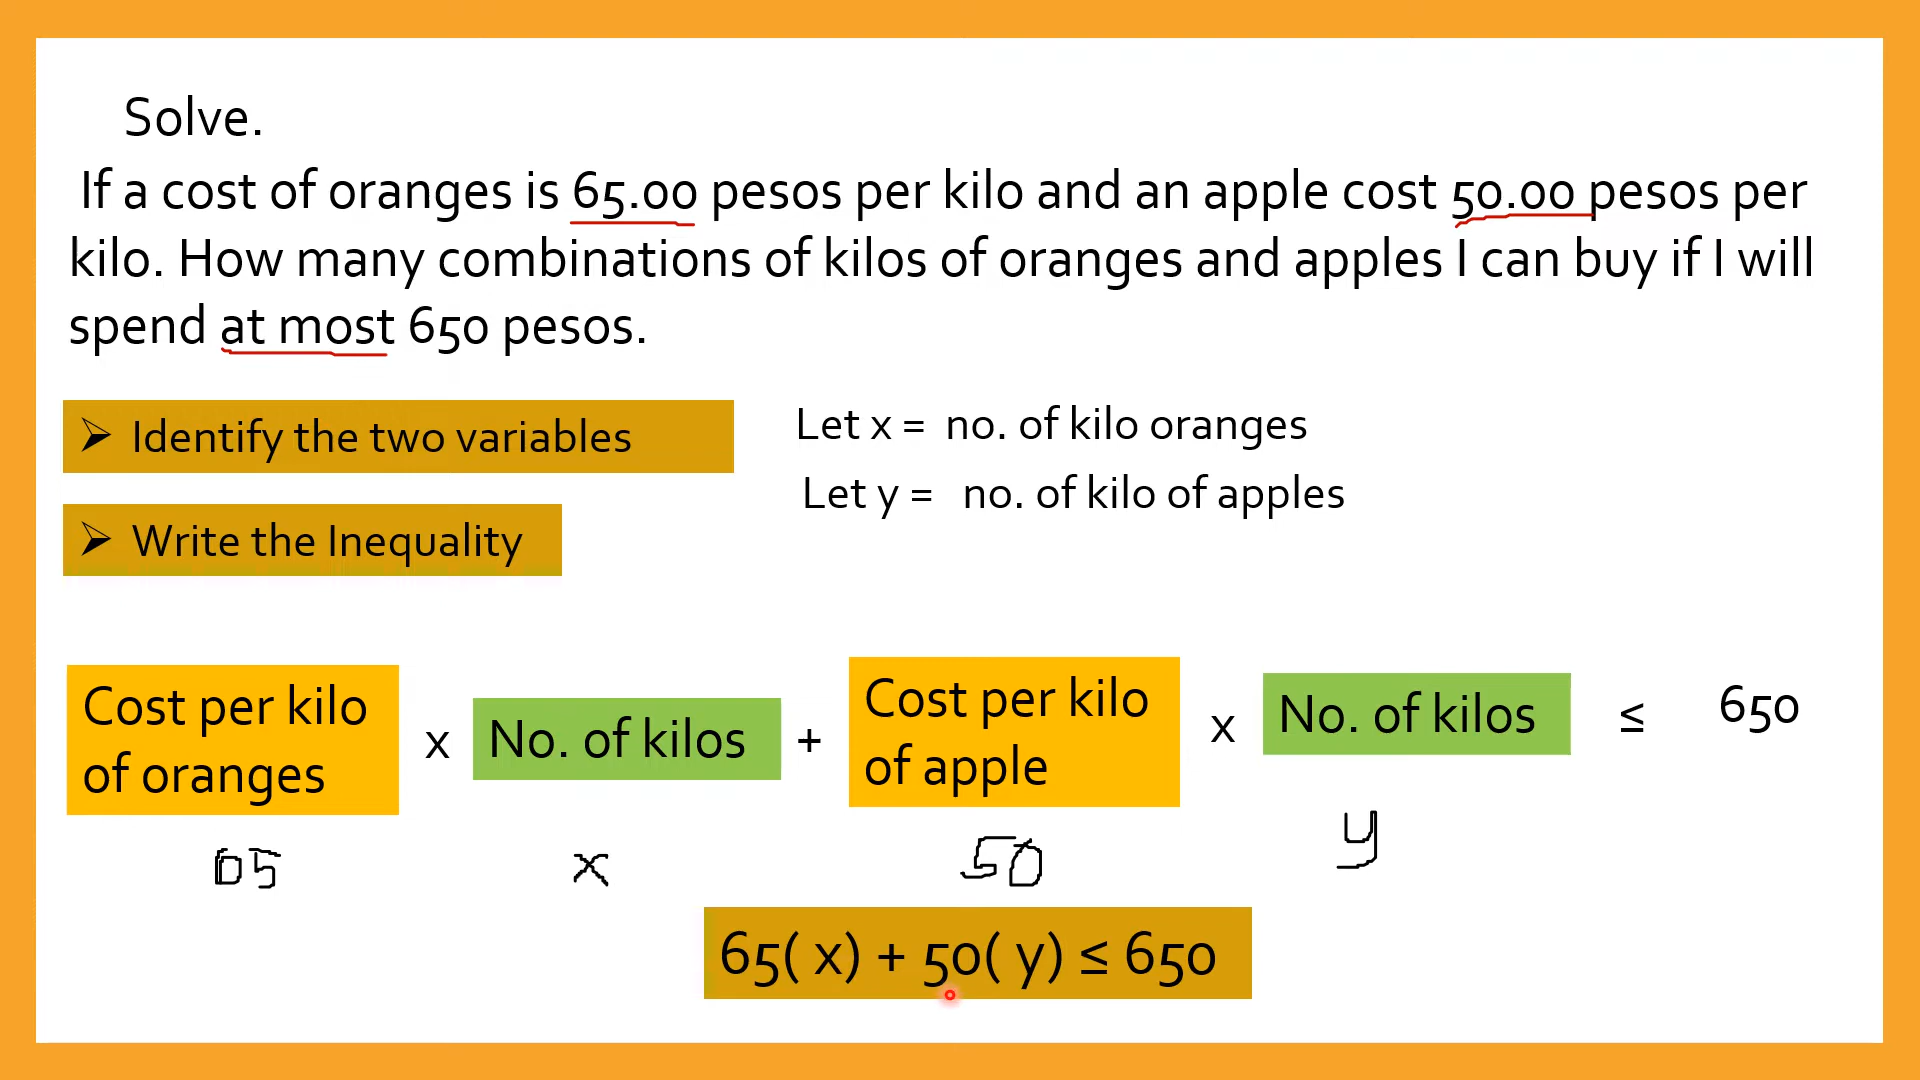 Solve.
If a cost of oranges is 65.00 pesos per kilo and an apple cost 50.00 pesos per
kilo. How many combinations of kilos of oranges and apples I can buy if I will
spend at most 650 pesos.
➢ Identify the two variables
Let x = no. of kilo oranges
Let y = no. of kilo of apples
➢ Write the Inequality
Cost per kilo
of oranges
x
No. of kilos
+
Cost per kilo
of apple
x
No. of kilos
≤
650
65
x
50
y
65( x) + 50( y) ≤ 650